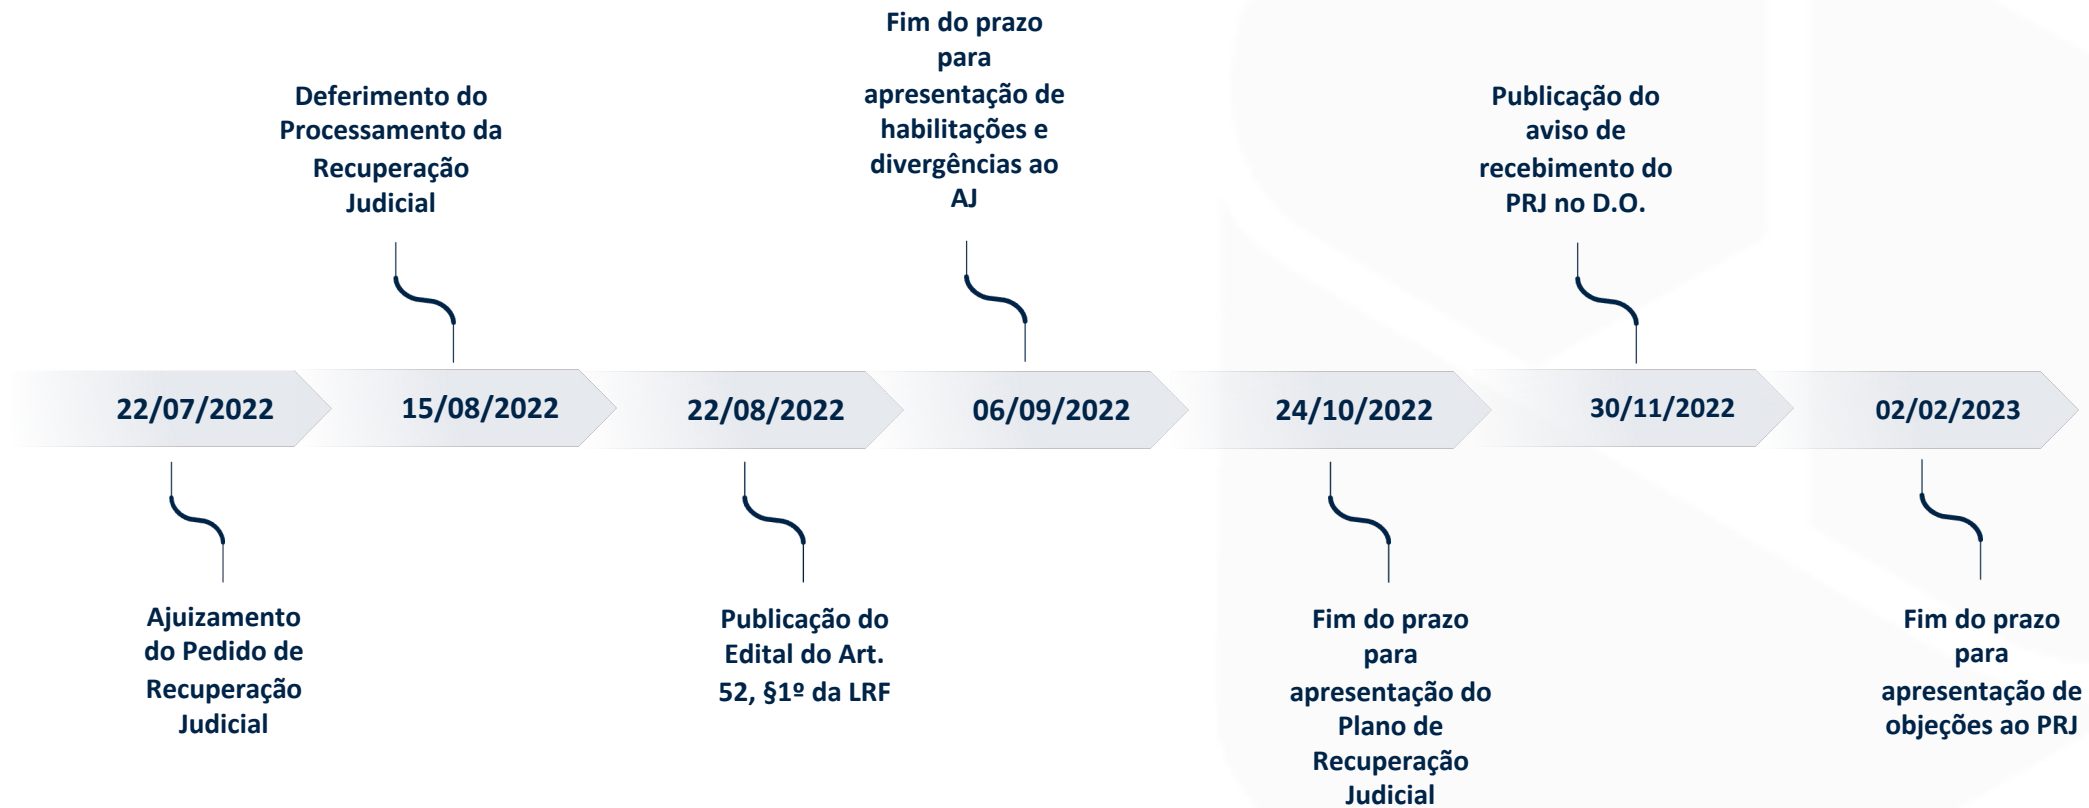 Fim do prazo
para
apresentação de
habilitações e
divergências ao
AJ
Deferimento do
Processamento da
Recuperação
Judicial
Publicação do
aviso de
recebimento do
PRJ no D.O.
22/07/2022
15/08/2022
22/08/2022
06/09/2022
24/10/2022
30/11/2022
02/02/2023
Ajuizamento
do Pedido de
Recuperação
Judicial
Publicação do
Edital do Art.
52, §1º da LRF
Fim do prazo
para
apresentação do
Plano de
Recuperação
Judicial
Fim do prazo
para
apresentação de
objeções ao PRJ